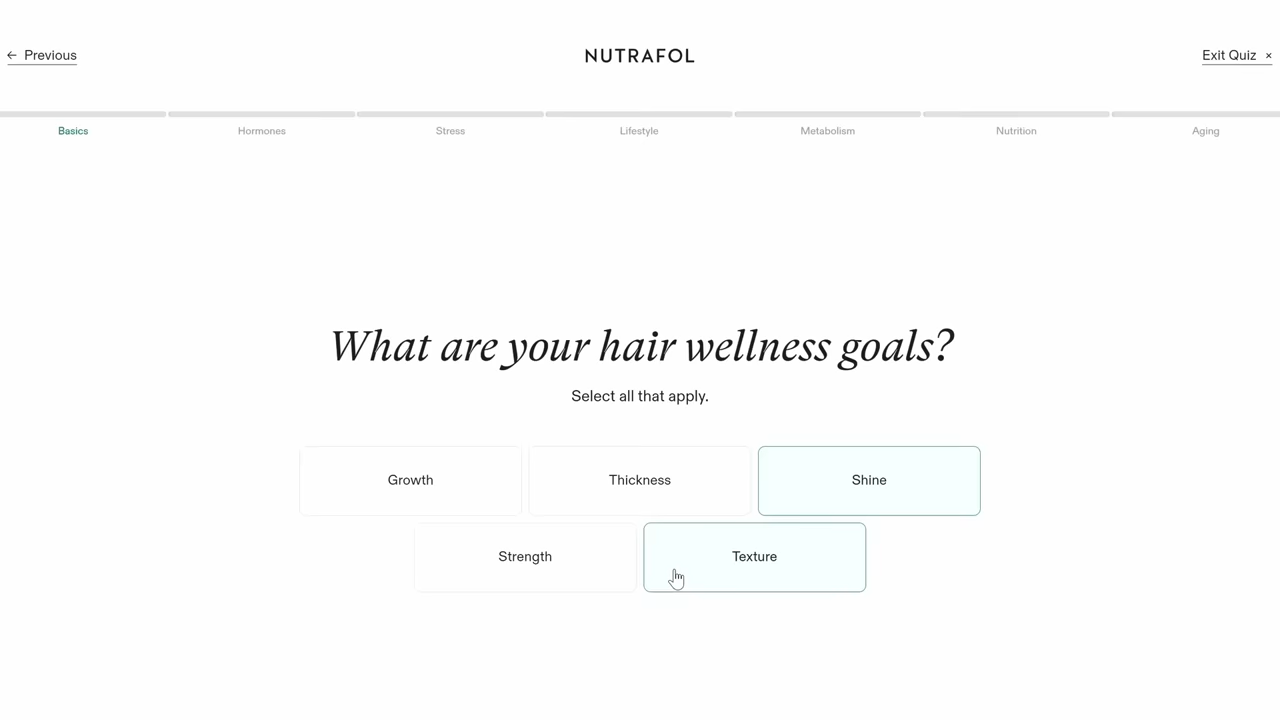 ← Previous
NUTRAFOL
Exit Quiz ×
Basics
Hormones
Stress
Lifestyle
Metabolism
Nutrition
Aging
What are your hair wellness goals?
Select all that apply.
Growth
Thickness
Shine
Strength
Texture